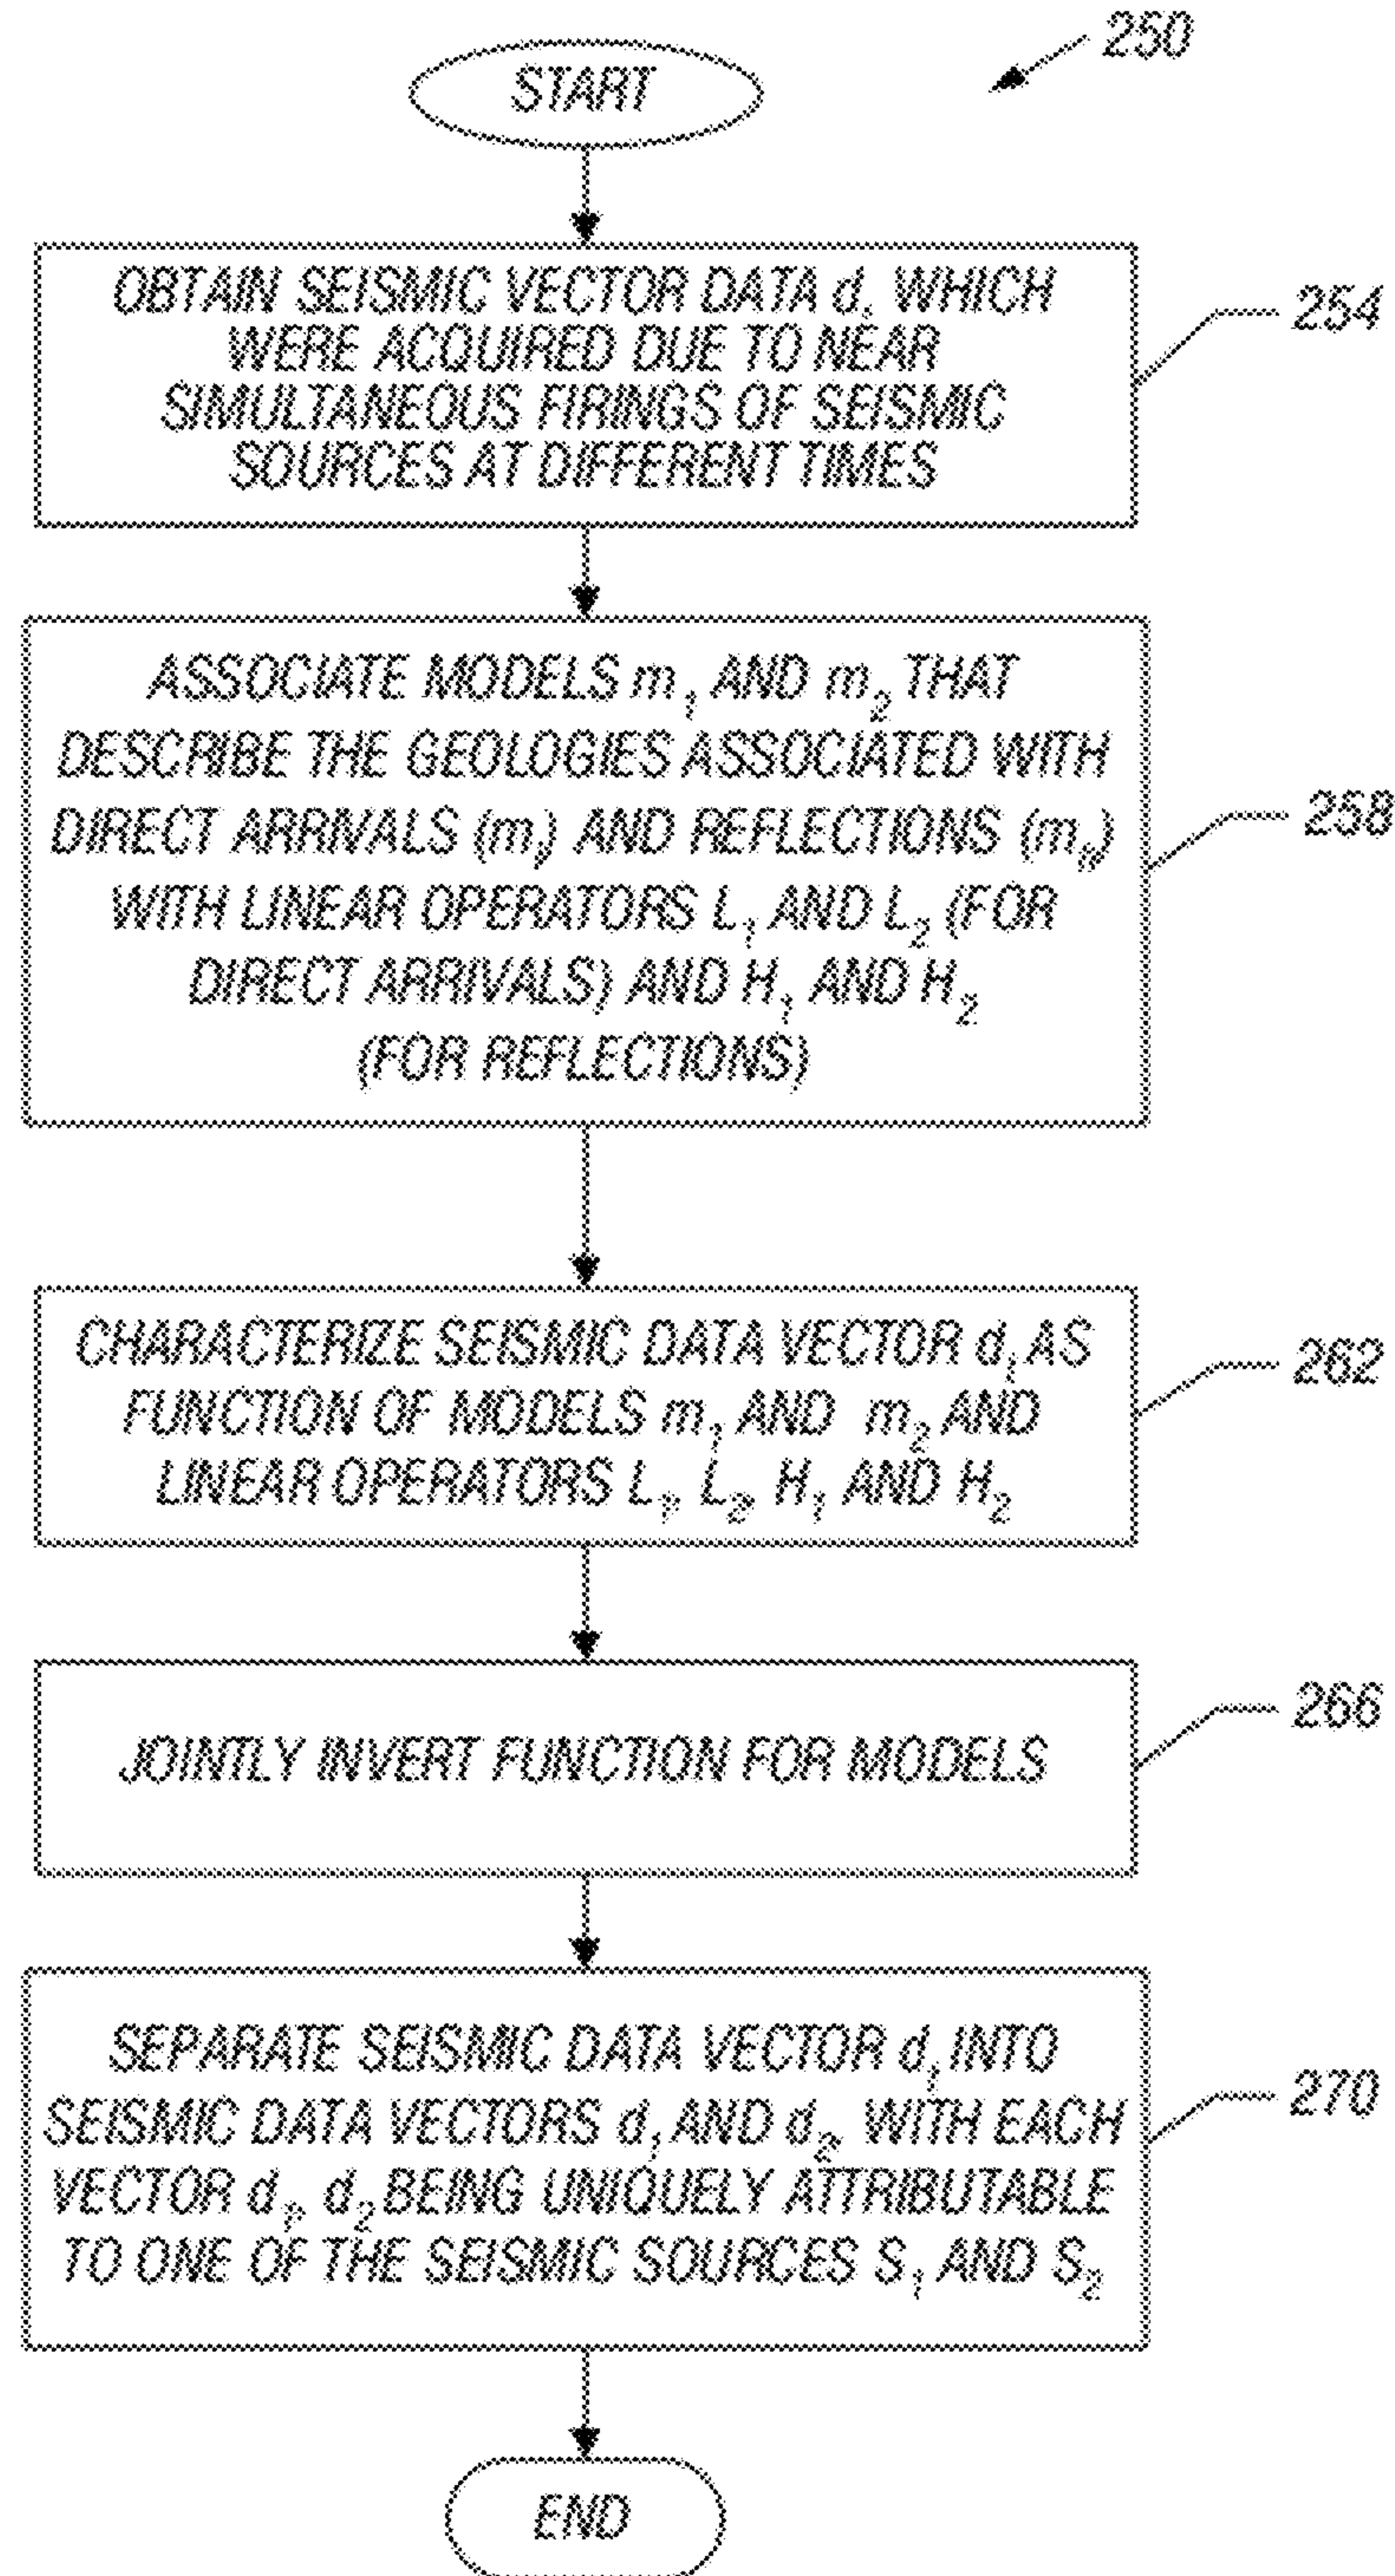 250
START
OBTAIN SEISMIC VECTOR DATA d, WHICH
WERE ACQUIRED DUE TO NEAR
SIMULTANEOUS FIRINGS OF SEISMIC
SOURCES AT DIFFERENT TIMES
254
ASSOCIATE MODELS m₁ AND m₂ THAT
DESCRIBE THE GEOLOGIES ASSOCIATED WITH
DIRECT ARRIVALS (m) AND REFLECTIONS (m)
WITH LINEAR OPERATORS L₁ AND L₂ (FOR
DIRECT ARRIVALS) AND H₁ AND H₂
(FOR REFLECTIONS)
258
CHARACTERIZE SEISMIC DATA VECTOR d, AS
FUNCTION OF MODELS m₁ AND m₂ AND
LINEAR OPERATORS L₁, L₂, H₁ AND H₂
262
JOINTLY INVERT FUNCTION FOR MODELS
266
SEPARATE SEISMIC DATA VECTOR d, INTO
SEISMIC DATA VECTORS d₁ AND d₂, WITH EACH
VECTOR d₁, d₂ BEING UNIQUELY ATTRIBUTABLE
TO ONE OF THE SEISMIC SOURCES S₁ AND S₂
270
END